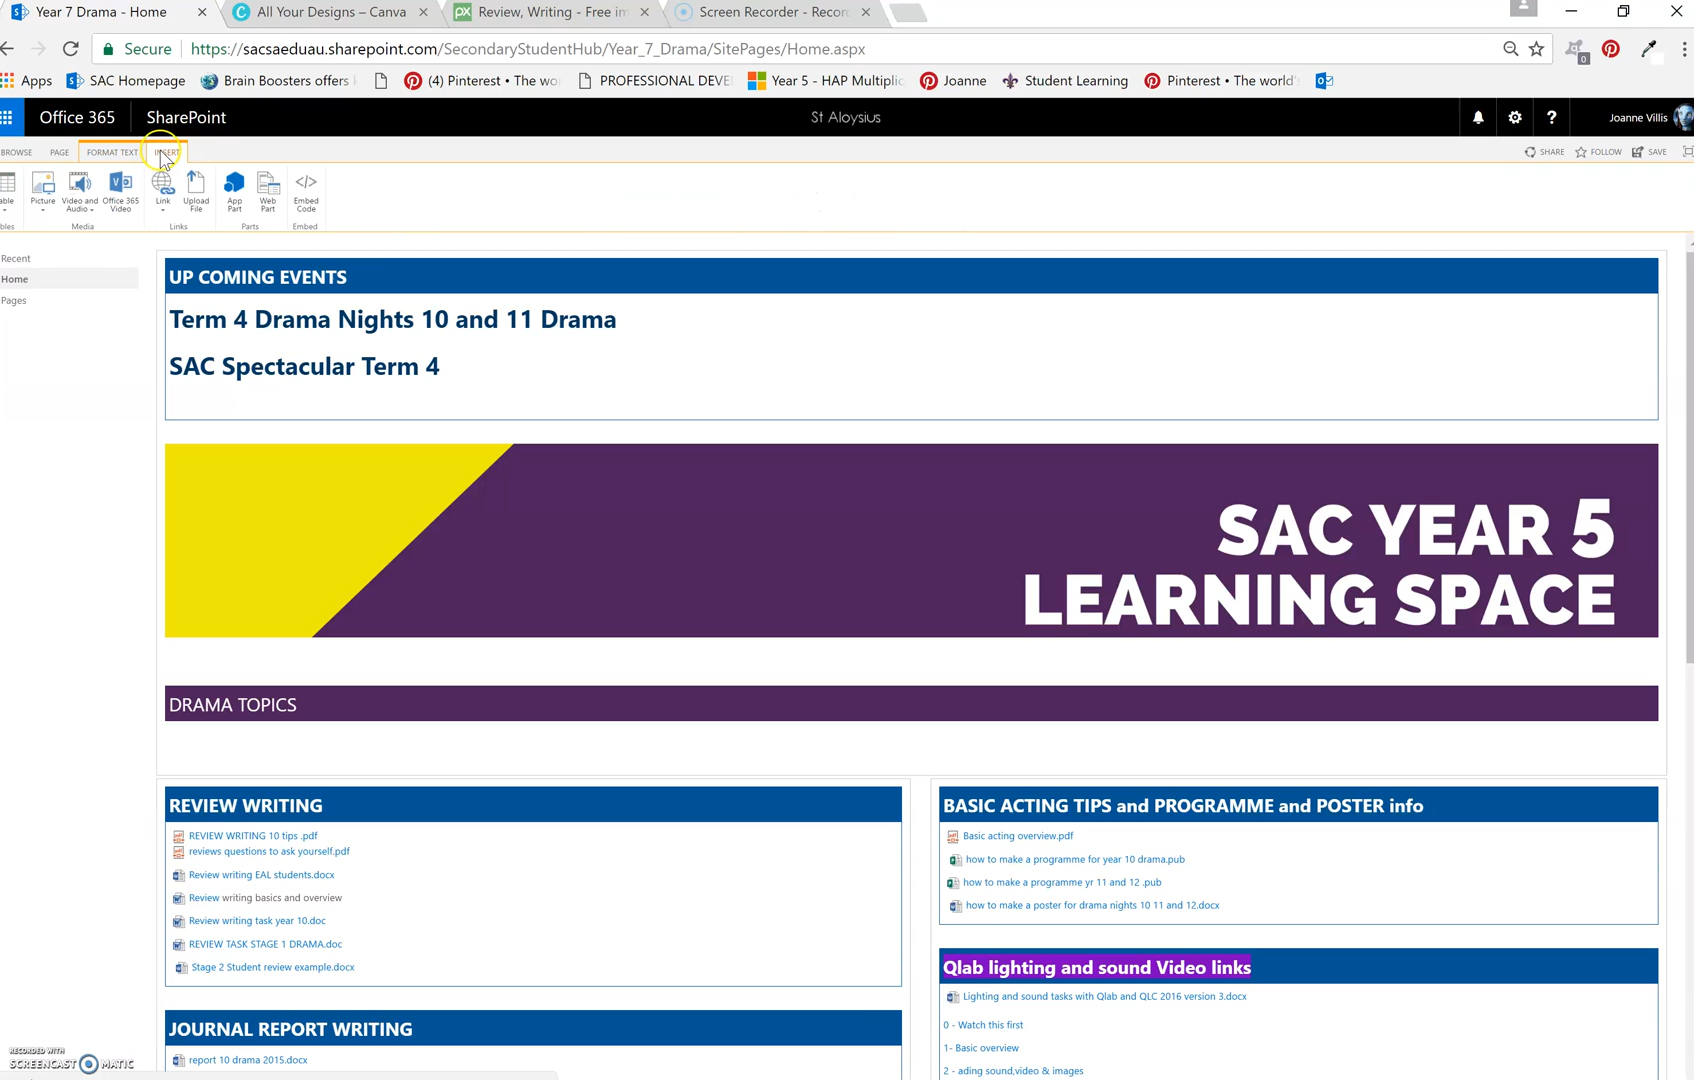 Year 7 Drama - Home
All Your Designs – Canva
Review, Writing - Free im
Screen Recorder - Record
Secure
https://sacsaeduau.sharepoint.com/SecondaryStudentHub/Year_7_Drama/SitePages/Home.aspx
0
Apps
SAC Homepage
Brain Boosters offers
(4) Pinterest • The wo
PROFESSIONAL DEVE
Year 5 - HAP Multiplic
Joanne
Student Learning
Pinterest • The world'
Office 365
SharePoint
St Aloysius
Joanne Villis
BROWSE
PAGE
FORMAT TEXT
INSERT
SHARE
FOLLOW
SAVE
able
Picture
Video and Audio
Office 365 Video
Link
Upload File
App Part
Web Part
Embed Code
bles
Media
Links
Parts
Embed
Recent
Home
Pages
UP COMING EVENTS
Term 4 Drama Nights 10 and 11 Drama
SAC Spectacular Term 4
SAC YEAR 5
LEARNING SPACE
DRAMA TOPICS
REVIEW WRITING
REVIEW WRITING 10 tips .pdf
reviews questions to ask yourself.pdf
Review writing EAL students.docx
Review writing basics and overview
Review writing task year 10.doc
REVIEW TASK STAGE 1 DRAMA.doc
Stage 2 Student review example.docx
JOURNAL REPORT WRITING
report 10 drama 2015.docx
BASIC ACTING TIPS and PROGRAMME and POSTER info
Basic acting overview.pdf
how to make a programme for year 10 drama.pub
how to make a programme yr 11 and 12 .pub
how to make a poster for drama nights 10 11 and 12.docx
Qlab lighting and sound Video links
Lighting and sound tasks with Qlab and QLC 2016 version 3.docx
0 - Watch this first
1- Basic overview
2 - ading sound,video & images
RECORDED WITH
SCREENCAST MATIC